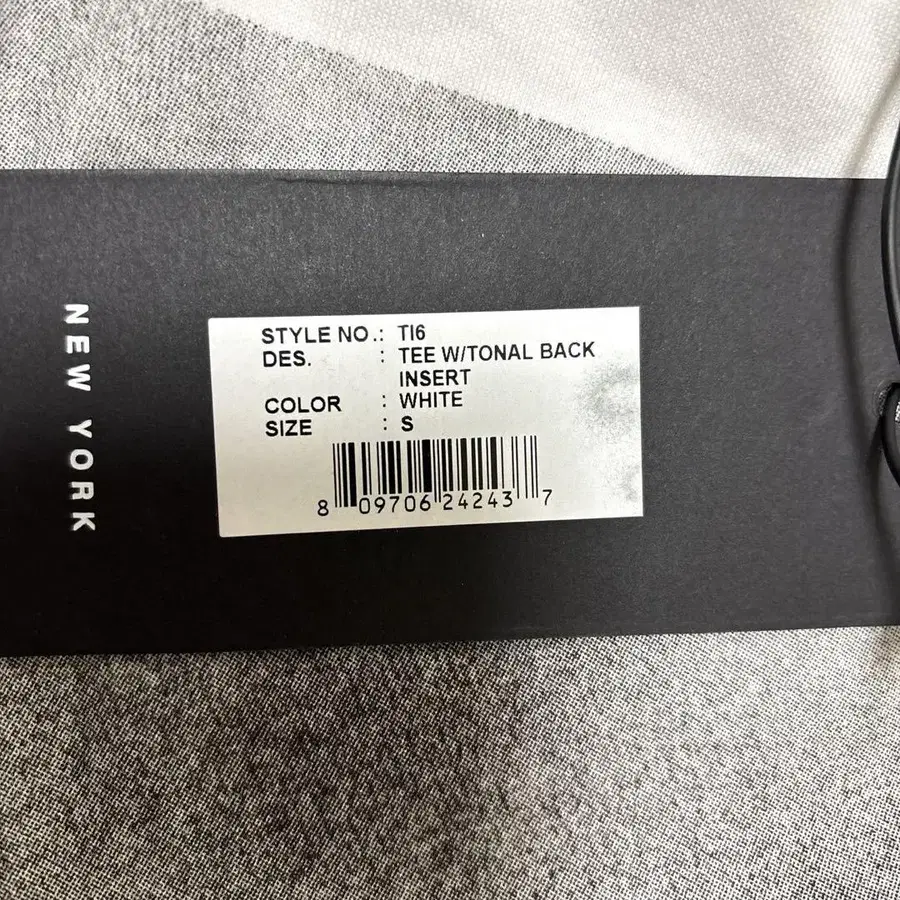 NEW YORK
STYLE NO.: TI6
DES. : TEE W/TONAL BACK
INSERT
COLOR : WHITE
SIZE : S
8 09706 24243 7